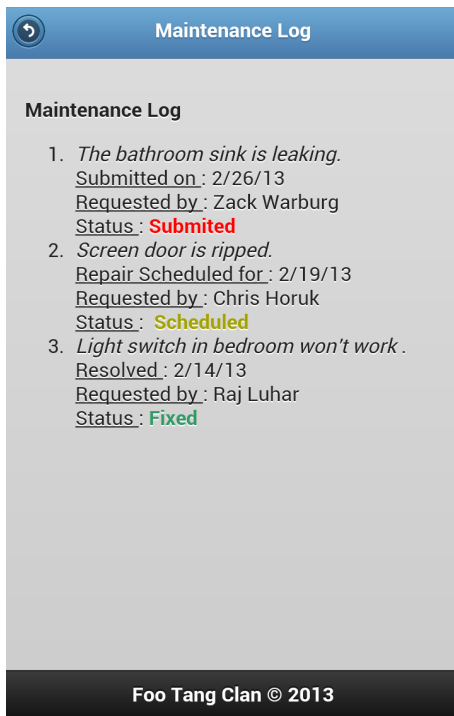 Maintenance Log
Maintenance Log
1. The bathroom sink is leaking.
Submitted on : 2/26/13
Requested by : Zack Warburg
Status : Submited
2. Screen door is ripped.
Repair Scheduled for : 2/19/13
Requested by : Chris Horuk
Status :  Scheduled
3. Light switch in bedroom won't work .
Resolved : 2/14/13
Requested by : Raj Luhar
Status : Fixed
Foo Tang Clan © 2013